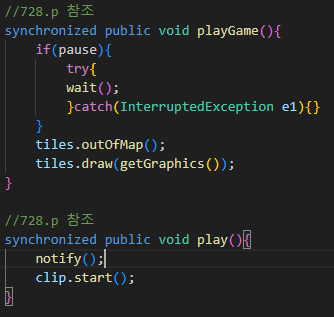 //728.p 참조
synchronized public void playGame(){
    if(pause){
        try{
        wait();
        }catch(InterruptedException e1){}
    }
    tiles.outOfMap();
    tiles.draw(getGraphics());
}

//728.p 참조
synchronized public void play(){
    notify();
    clip.start();
}